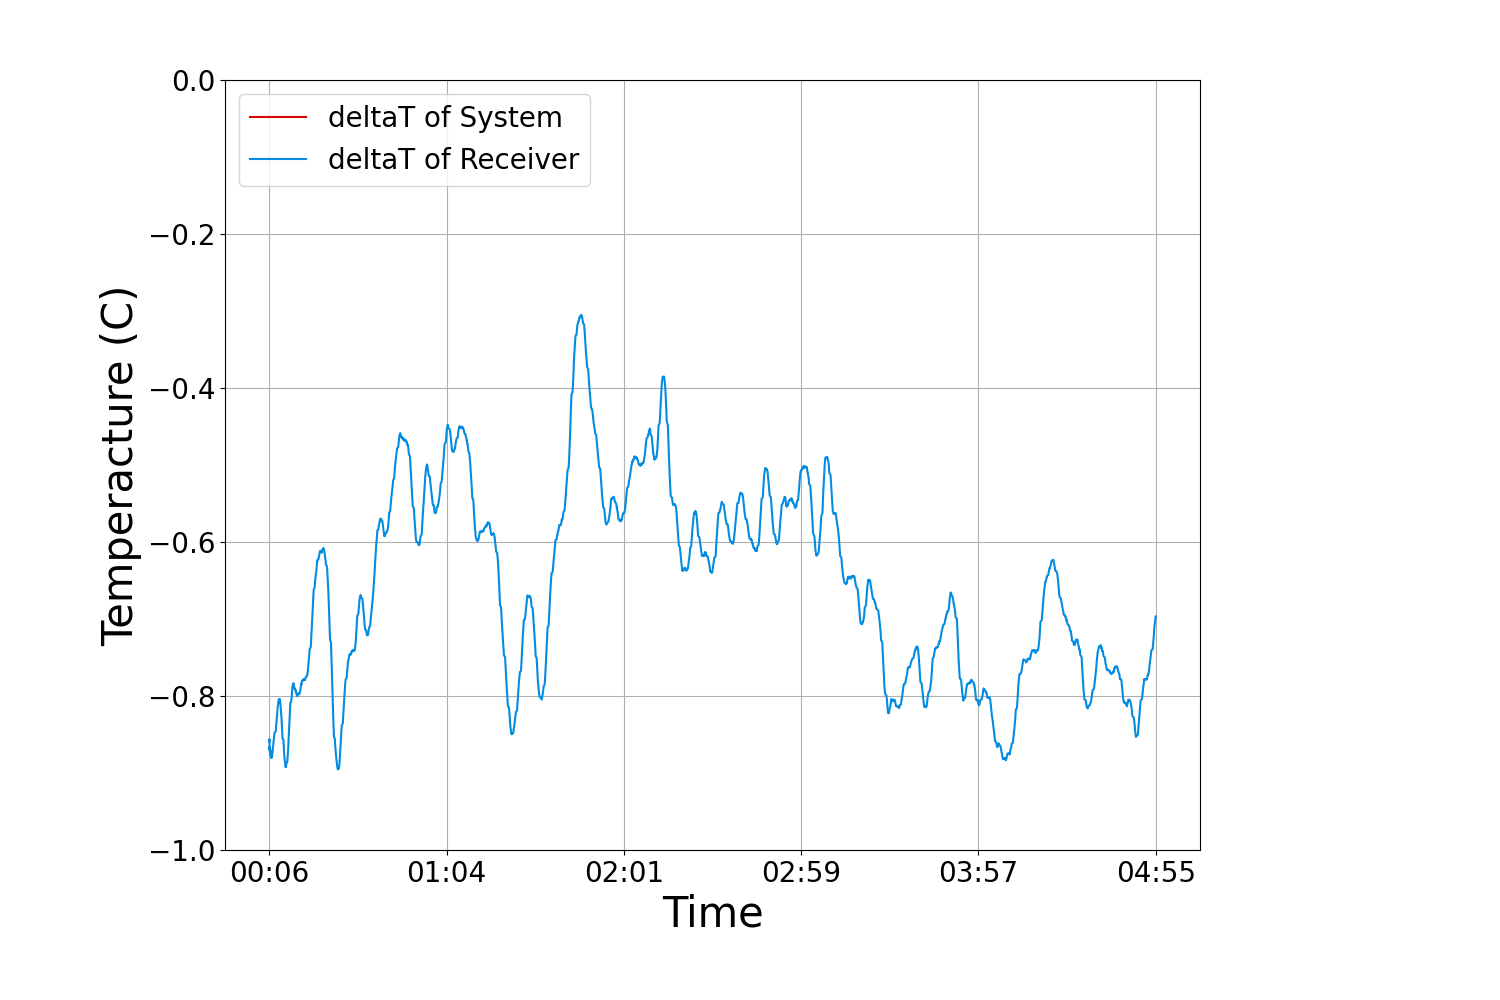 deltaT of System
deltaT of Receiver
0.0
−0.2
−0.4
−0.6
−0.8
−1.0
Temperacture (C)
00:06 01:04 02:01 02:59 03:57 04:55
Time